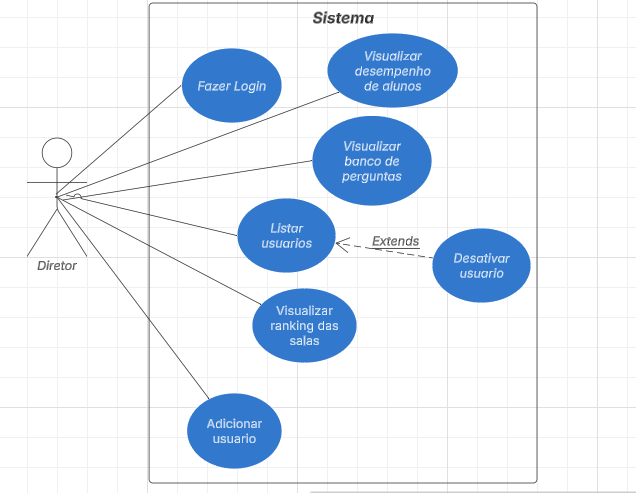 Sistema
Fazer Login
Visualizar
desempenho
de alunos
Visualizar
banco de
perguntas
Listar
usuarios
Extends
Desativar
usuario
Diretor
Visualizar
ranking das
salas
Adicionar
usuario